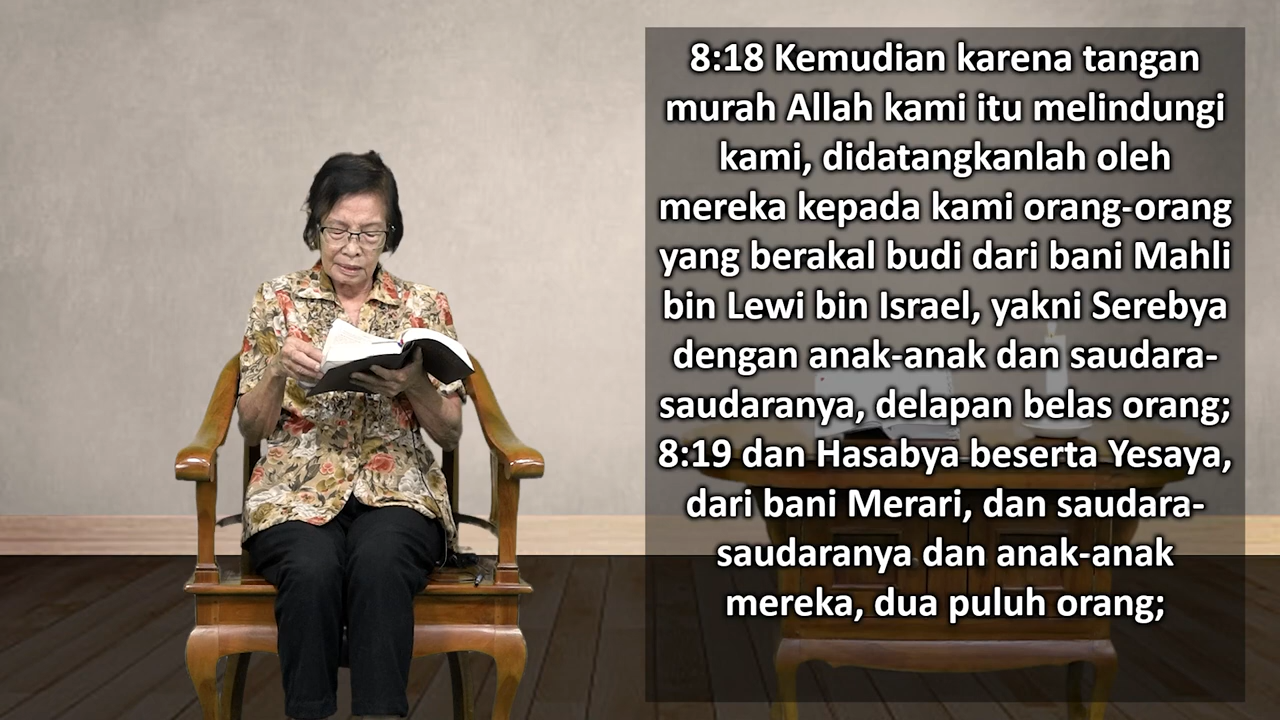 8:18 Kemudian karena tangan
murah Allah kami itu melindungi
kami, didatangkanlah oleh
mereka kepada kami orang-orang
yang berakal budi dari bani Mahli
bin Lewi bin Israel, yakni Serebya
dengan anak-anak dan saudara-
saudaranya, delapan belas orang;
8:19 dan Hasabya beserta Yesaya,
dari bani Merari, dan saudara-
saudaranya dan anak-anak
mereka, dua puluh orang;